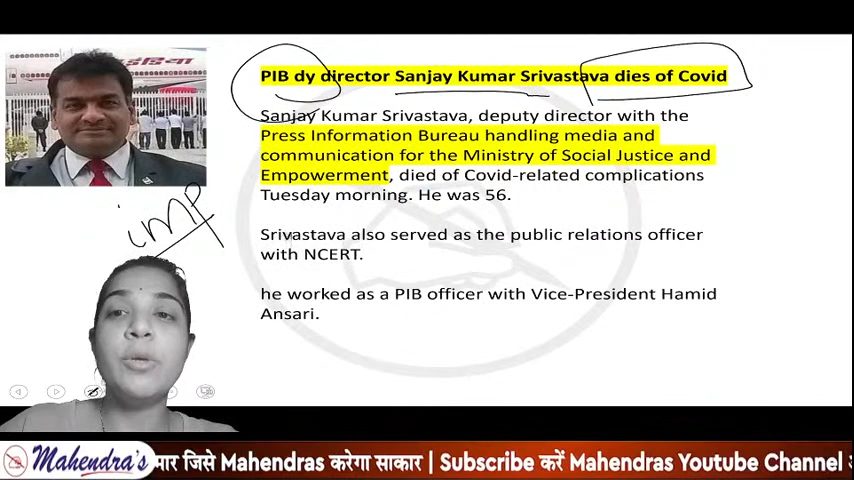 इंडिया
PIB dy director Sanjay Kumar Srivastava dies of Covid
Sanjay Kumar Srivastava, deputy director with the
Press Information Bureau handling media and
communication for the Ministry of Social Justice and
Empowerment, died of Covid-related complications
Tuesday morning. He was 56.
Srivastava also served as the public relations officer
with NCERT.
he worked as a PIB officer with Vice-President Hamid
Ansari.
imp
Mahendra's
मार जिसे Mahendras करेगा साकार | Subscribe करें Mahendras Youtube Channel